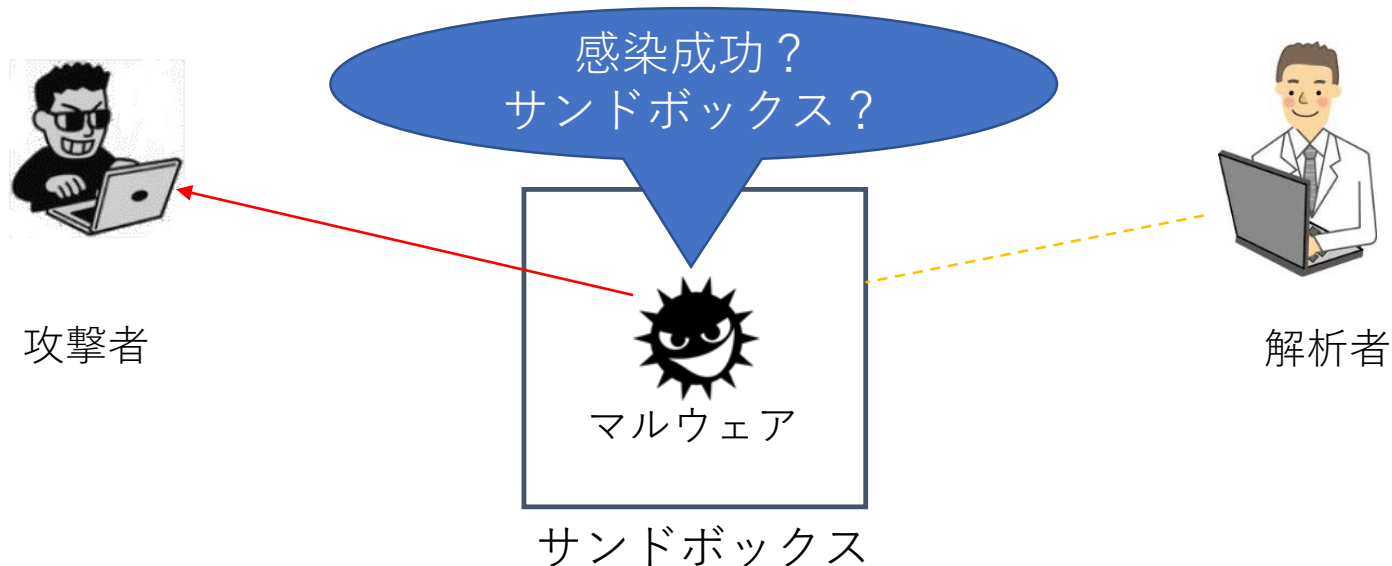 感染成功？
サンドボックス？
攻撃者
解析者
マルウェア
サンドボックス